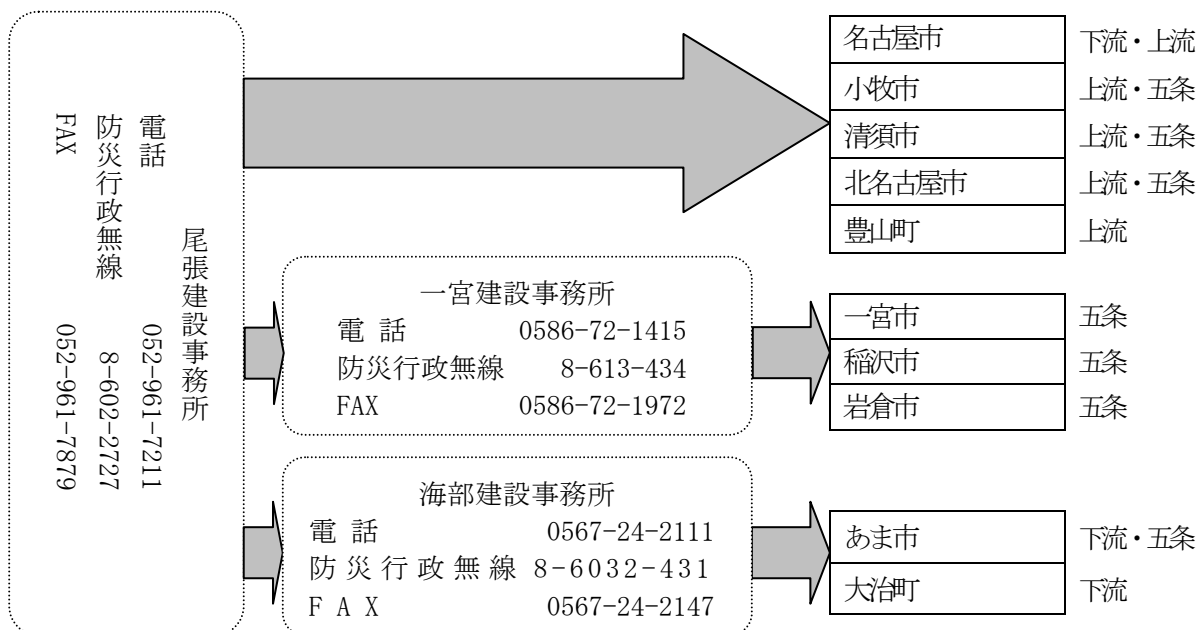 尾張建設事務所
電話 052-961-7211
防災行政無線 8-602-2727
FAX 052-961-7879
名古屋市 下流・上流
小牧市 上流・五条
清須市 上流・五条
北名古屋市 上流・五条
豊山町 上流
一宮建設事務所
電 話 0586-72-1415
防災行政無線 8-613-434
FAX 0586-72-1972
一宮市 五条
稲沢市 五条
岩倉市 五条
海部建設事務所
電 話 0567-24-2111
防災行政無線 8-6032-431
F A X 0567-24-2147
あま市 下流・五条
大治町 下流